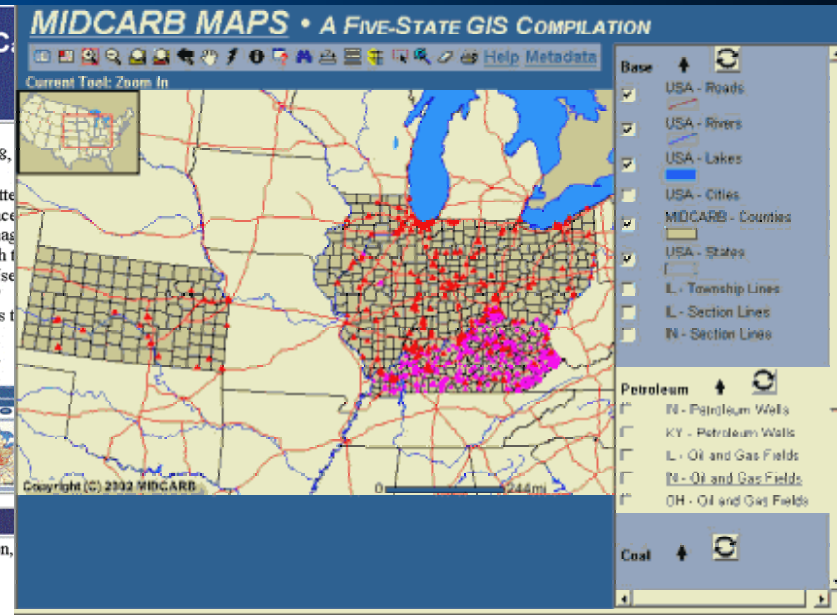 MIDCARB MAPS • A FIVE-STATE GIS COMPILATION
Help Metadata
Current Tool: Zoom In
Base
USA - Roads
USA - Rivers
USA - Lakes
USA - Cities
MIDCARB - Counties
USA - States
IL - Township Lines
IL - Section Lines
IN - Section Lines
Petroleum
IN - Petroleum Wells
KY - Petroleum Wells
IL - Oil and Gas Fields
IN - Oil and Gas Fields
OH - Oil and Gas Fields
Coal
Copyright (C) 2002 MIDCARB
0 244mi